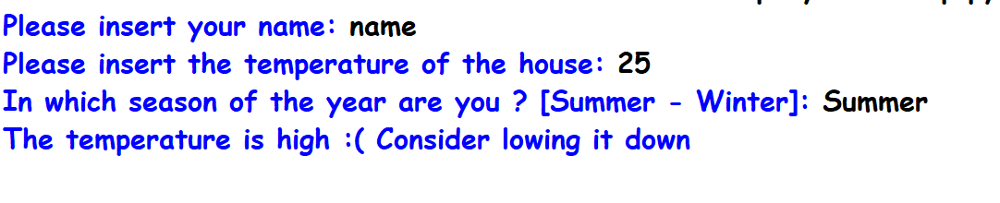 Please insert your name: name
Please insert the temperature of the house: 25
In which season of the year are you ? [Summer - Winter]: Summer
The temperature is high :( Consider lowing it down